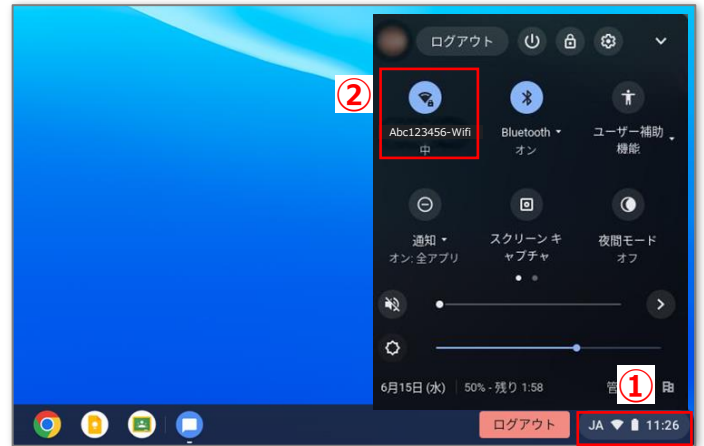 ログアウト
②
Abc123456-Wifi
中
Bluetooth
オン
ユーザー補助
機能
通知
オン: 全アプリ
スクリーン キ
ャプチャ
夜間モード
オフ
6月15日 (水)
50% - 残り 1:58
管
①
ログアウト
JA
11:26